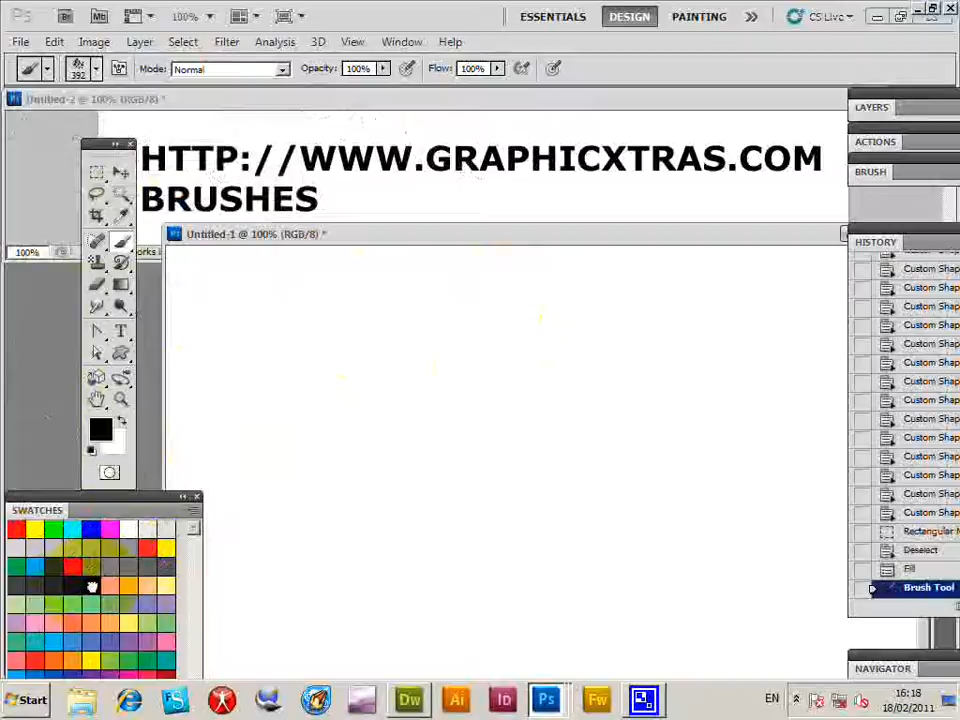 Ps Br Mb 100% ESSENTIALS DESIGN PAINTING CS Live
File Edit Image Layer Select Filter Analysis 3D View Window Help
392 Mode: Normal Opacity: 100% Flow: 100%
Untitled-2 @ 100% (RGB/8) *
LAYERS
ACTIONS
HTTP://WWW.GRAPHICXTRAS.COM
BRUSH
BRUSHES
Untitled-1 @ 100% (RGB/8) *
HISTORY
100%
Custom Shap
Custom Shap
Custom Shap
Custom Shap
Custom Shap
Custom Shap
Custom Shap
Custom Shap
Custom Shap
Custom Shap
Custom Shap
Custom Shap
Custom Shap
Custom Shap
SWATCHES
Rectangular M
Deselect
Fill
Brush Tool
NAVIGATOR
Start Dw Ai Id Ps Fw EN 16:18
18/02/2011